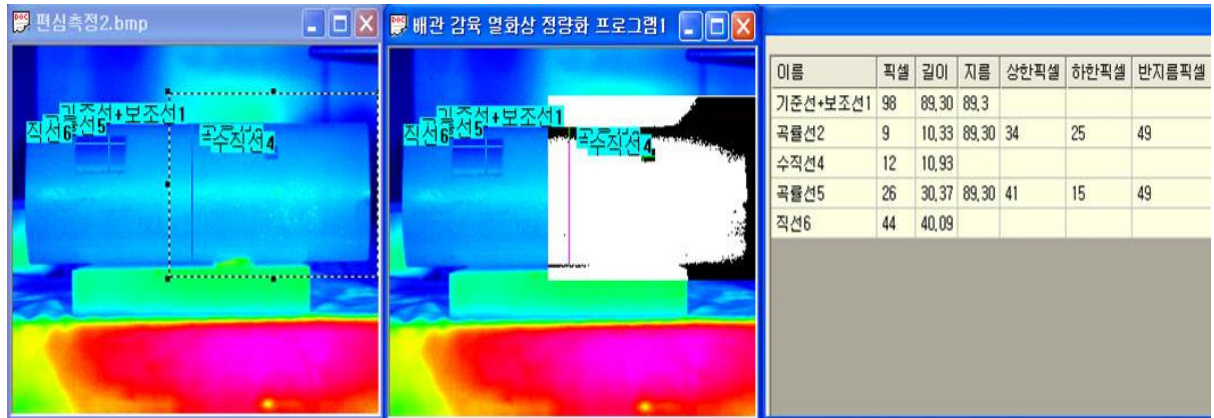 편심측정2.bmp
기준선+보조선1
직선6
선5
수직선4
배관 감육 열화상 정량화 프로그램1
기준선+보조선1
직선6
선5
수직선4
이름 픽셀 길이 지름 상한픽셀 하한픽셀 반지름픽셀
기준선+보조선1 98 89,30 89,3
곡률선2 9 10,33 89,30 34 25 49
수직선4 12 10,93
곡률선5 26 30,37 89,30 41 15 49
직선6 44 40,09